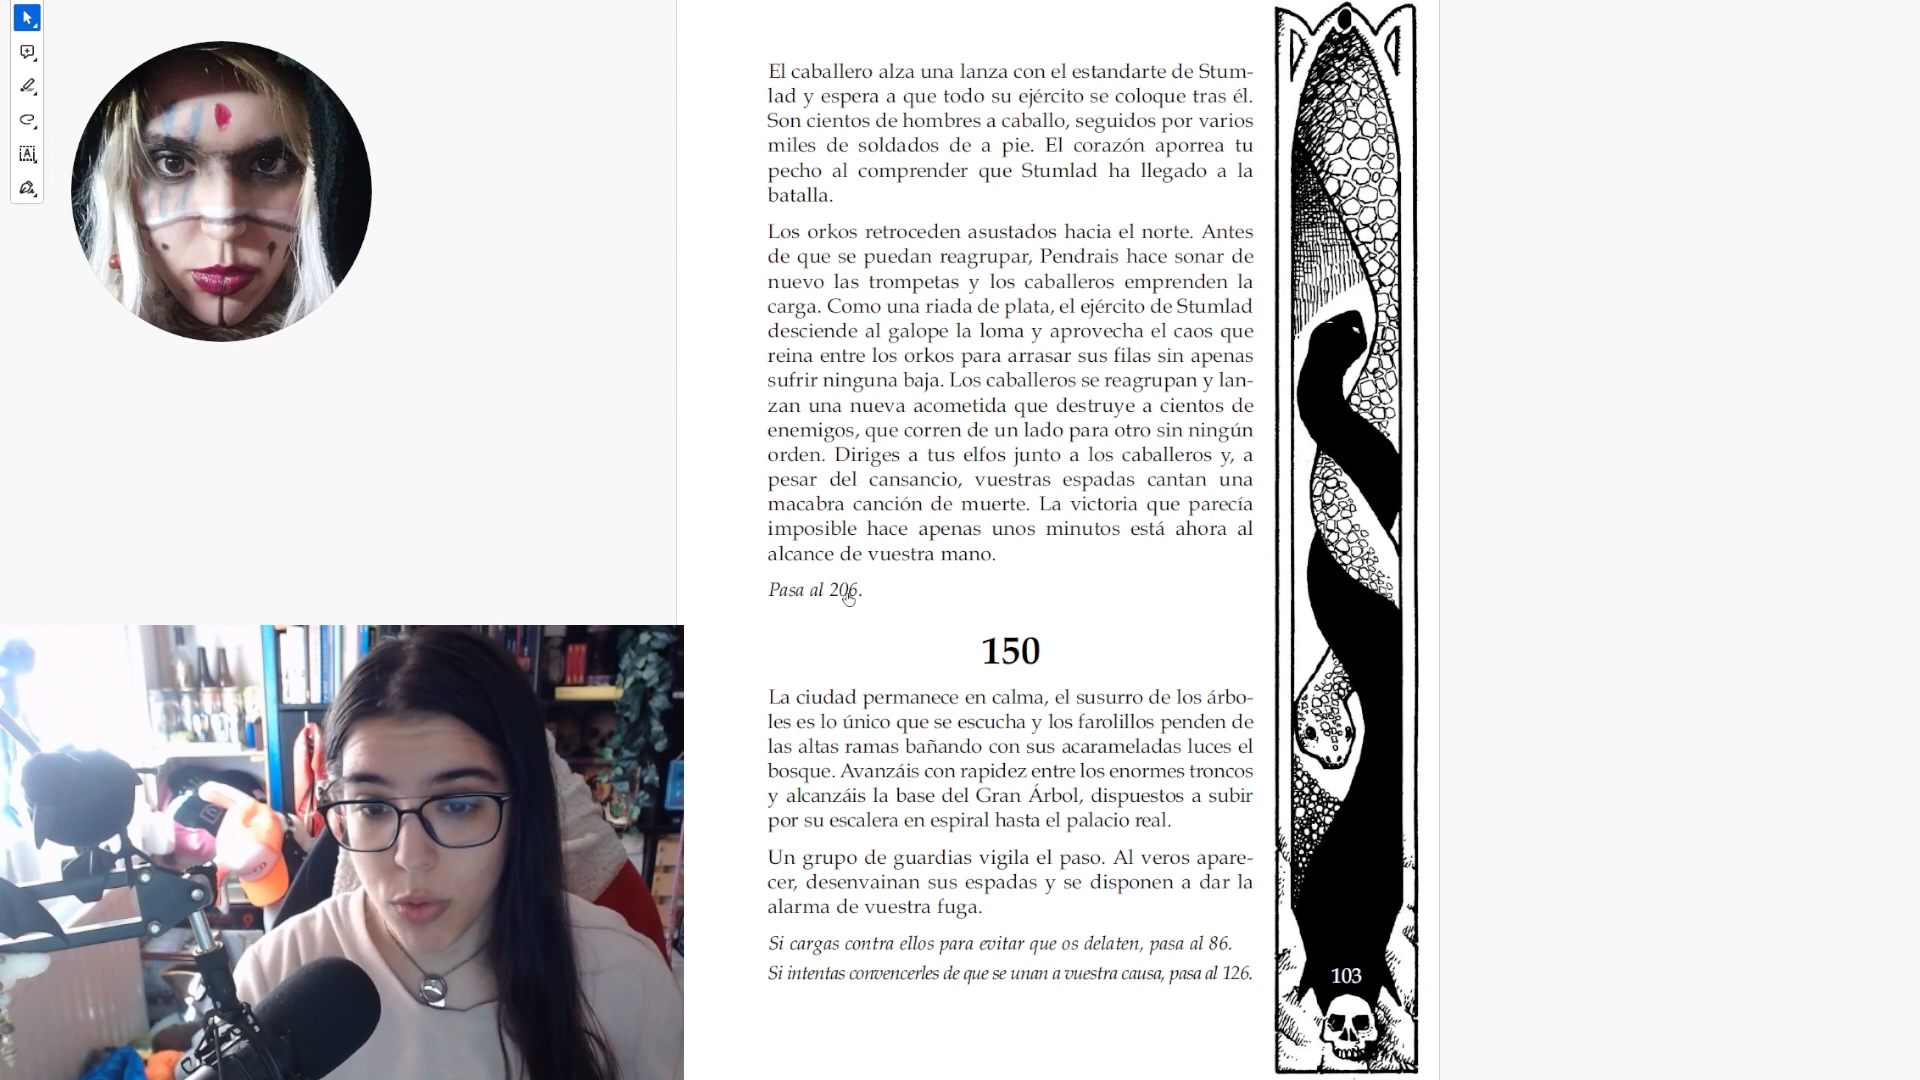 El caballero alza una lanza con el estandarte de Stum-
lad y espera a que todo su ejército se coloque tras él.
Son cientos de hombres a caballo, seguidos por varios
miles de soldados de a pie. El corazón aporrea tu
pecho al comprender que Stumlad ha llegado a la
batalla.
Los orkos retroceden asustados hacia el norte. Antes
de que se puedan reagrupar, Pendrais hace sonar de
nuevo las trompetas y los caballeros emprenden la
carga. Como una riada de plata, el ejército de Stumlad
desciende al galope la loma y aprovecha el caos que
reina entre los orkos para arrasar sus filas sin apenas
sufrir ninguna baja. Los caballeros se reagrupan y lan-
zan una nueva acometida que destruye a cientos de
enemigos, que corren de un lado para otro sin ningún
orden. Diriges a tus elfos junto a los caballeros y, a
pesar del cansancio, vuestras espadas cantan una
macabra canción de muerte. La victoria que parecía
imposible hace apenas unos minutos está ahora al
alcance de vuestra mano.
Pasa al 206.
150
La ciudad permanece en calma, el susurro de los árbo-
les es lo único que se escucha y los farolillos penden de
las altas ramas bañando con sus acarameladas luces el
bosque. Avanzáis con rapidez entre los enormes troncos
y alcanzáis la base del Gran Árbol, dispuestos a subir
por su escalera en espiral hasta el palacio real.
Un grupo de guardias vigila el paso. Al veros apare-
cer, desenvainan sus espadas y se disponen a dar la
alarma de vuestra fuga.
Si cargas contra ellos para evitar que os delaten, pasa al 86.
Si intentas convencerles de que se unan a vuestra causa, pasa al 126.
103